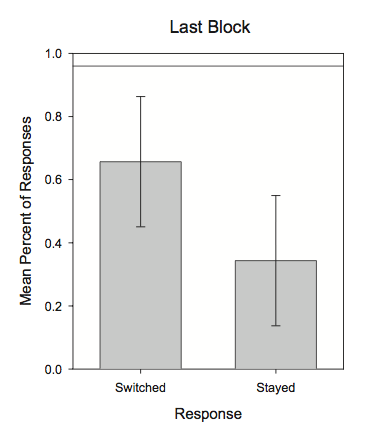 Last Block
Mean Percent of Responses
1.0
0.8
0.6
0.4
0.2
0.0
Switched Stayed
Response